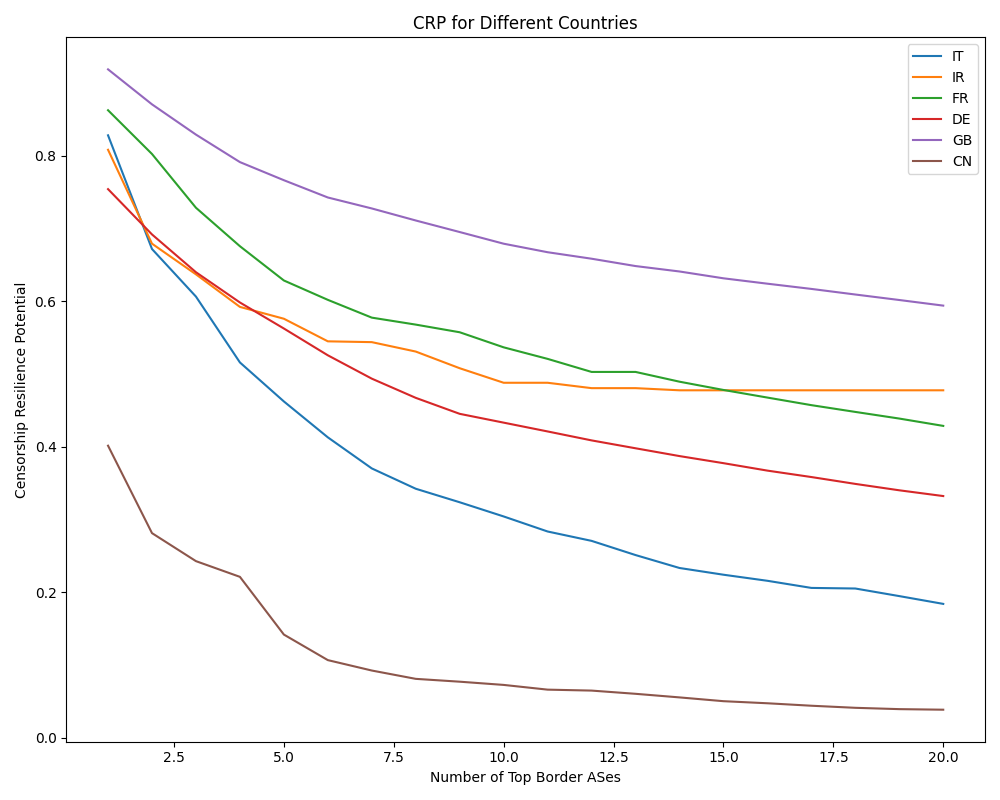 CRP for Different Countries
IT
IR
FR
DE
GB
CN
Censorship Resilience Potential
0.8
0.6
0.4
0.2
0.0
2.5 5.0 7.5 10.0 12.5 15.0 17.5 20.0
Number of Top Border ASes